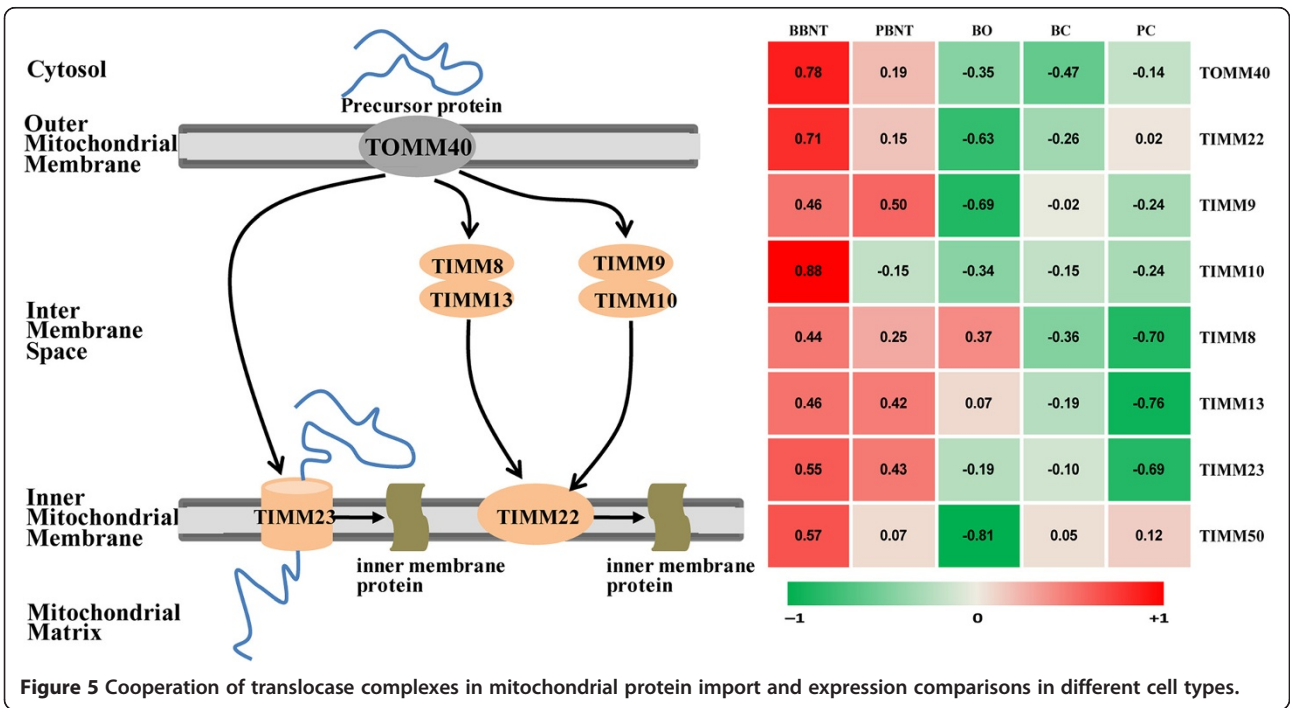 Cytosol
Precursor protein
Outer
Mitochondrial
Membrane
TOMM40
TIMM8
TIMM13
TIMM9
TIMM10
Inter
Membrane
Space
Inner
Mitochondrial
Membrane
TIMM23
TIMM22
inner membrane
protein
inner membrane
protein
Mitochondrial
Matrix
BBNT PBNT BO BC PC
0.78 0.19 -0.35 -0.47 -0.14 TOMM40
0.71 0.15 -0.63 -0.26 0.02 TIMM22
0.46 0.50 -0.69 -0.02 -0.24 TIMM9
0.88 -0.15 -0.34 -0.15 -0.24 TIMM10
0.44 0.25 0.37 -0.36 -0.70 TIMM8
0.46 0.42 0.07 -0.19 -0.76 TIMM13
0.55 0.43 -0.19 -0.10 -0.69 TIMM23
0.57 0.07 -0.81 0.05 0.12 TIMM50
−1 0 +1
Figure 5 Cooperation of translocase complexes in mitochondrial protein import and expression comparisons in different cell types.